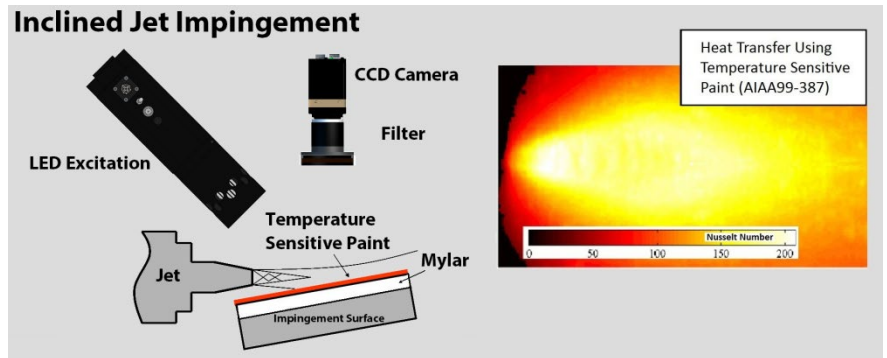 Inclined Jet Impingement
CCD Camera
Filter
LED Excitation
Temperature
Sensitive Paint
Jet
Mylar
Impingement Surface
Heat Transfer Using
Temperature Sensitive
Paint (AIAA99-387)
Nusselt Number
0 50 100 150 200